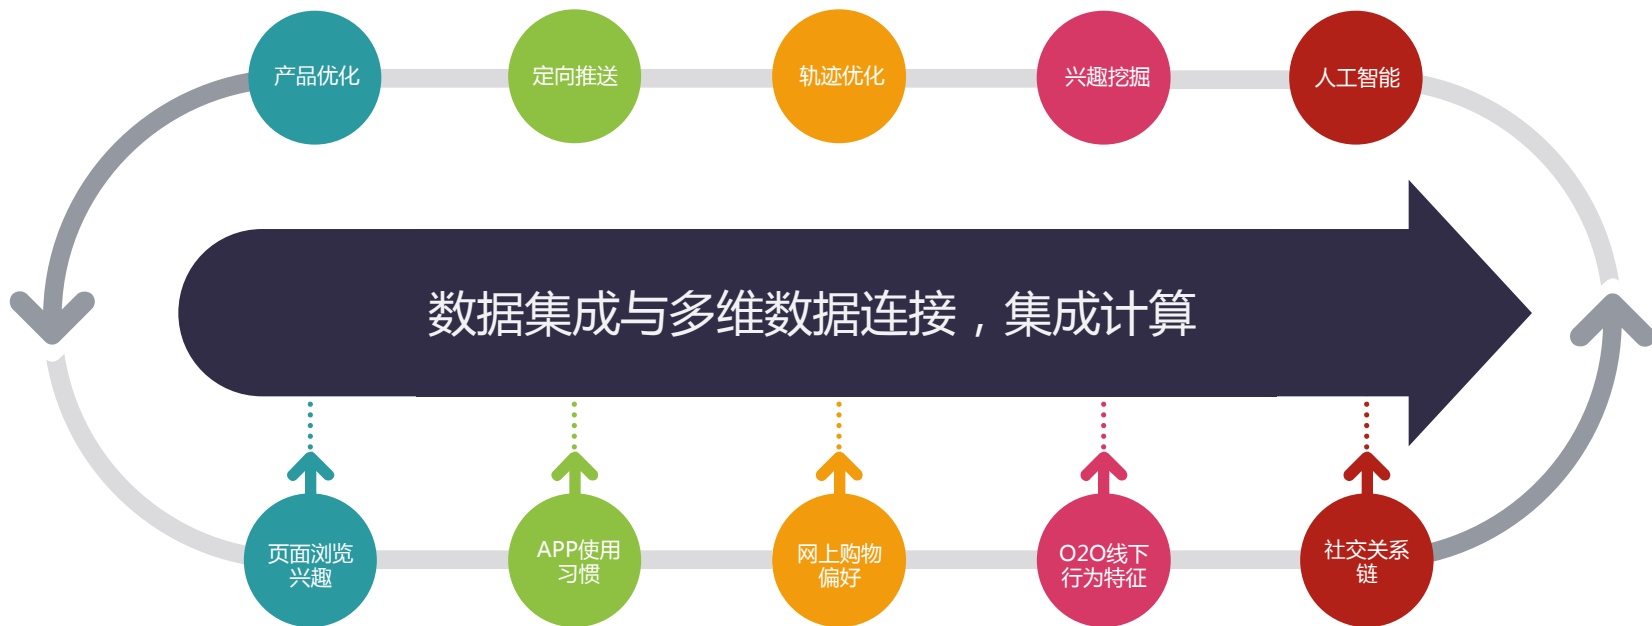 产品优化
定向推送
轨迹优化
兴趣挖掘
人工智能
数据集成与多维数据连接，集成计算
页面浏览
兴趣
APP使用
习惯
网上购物
偏好
O2O线下
行为特征
社交关系
链